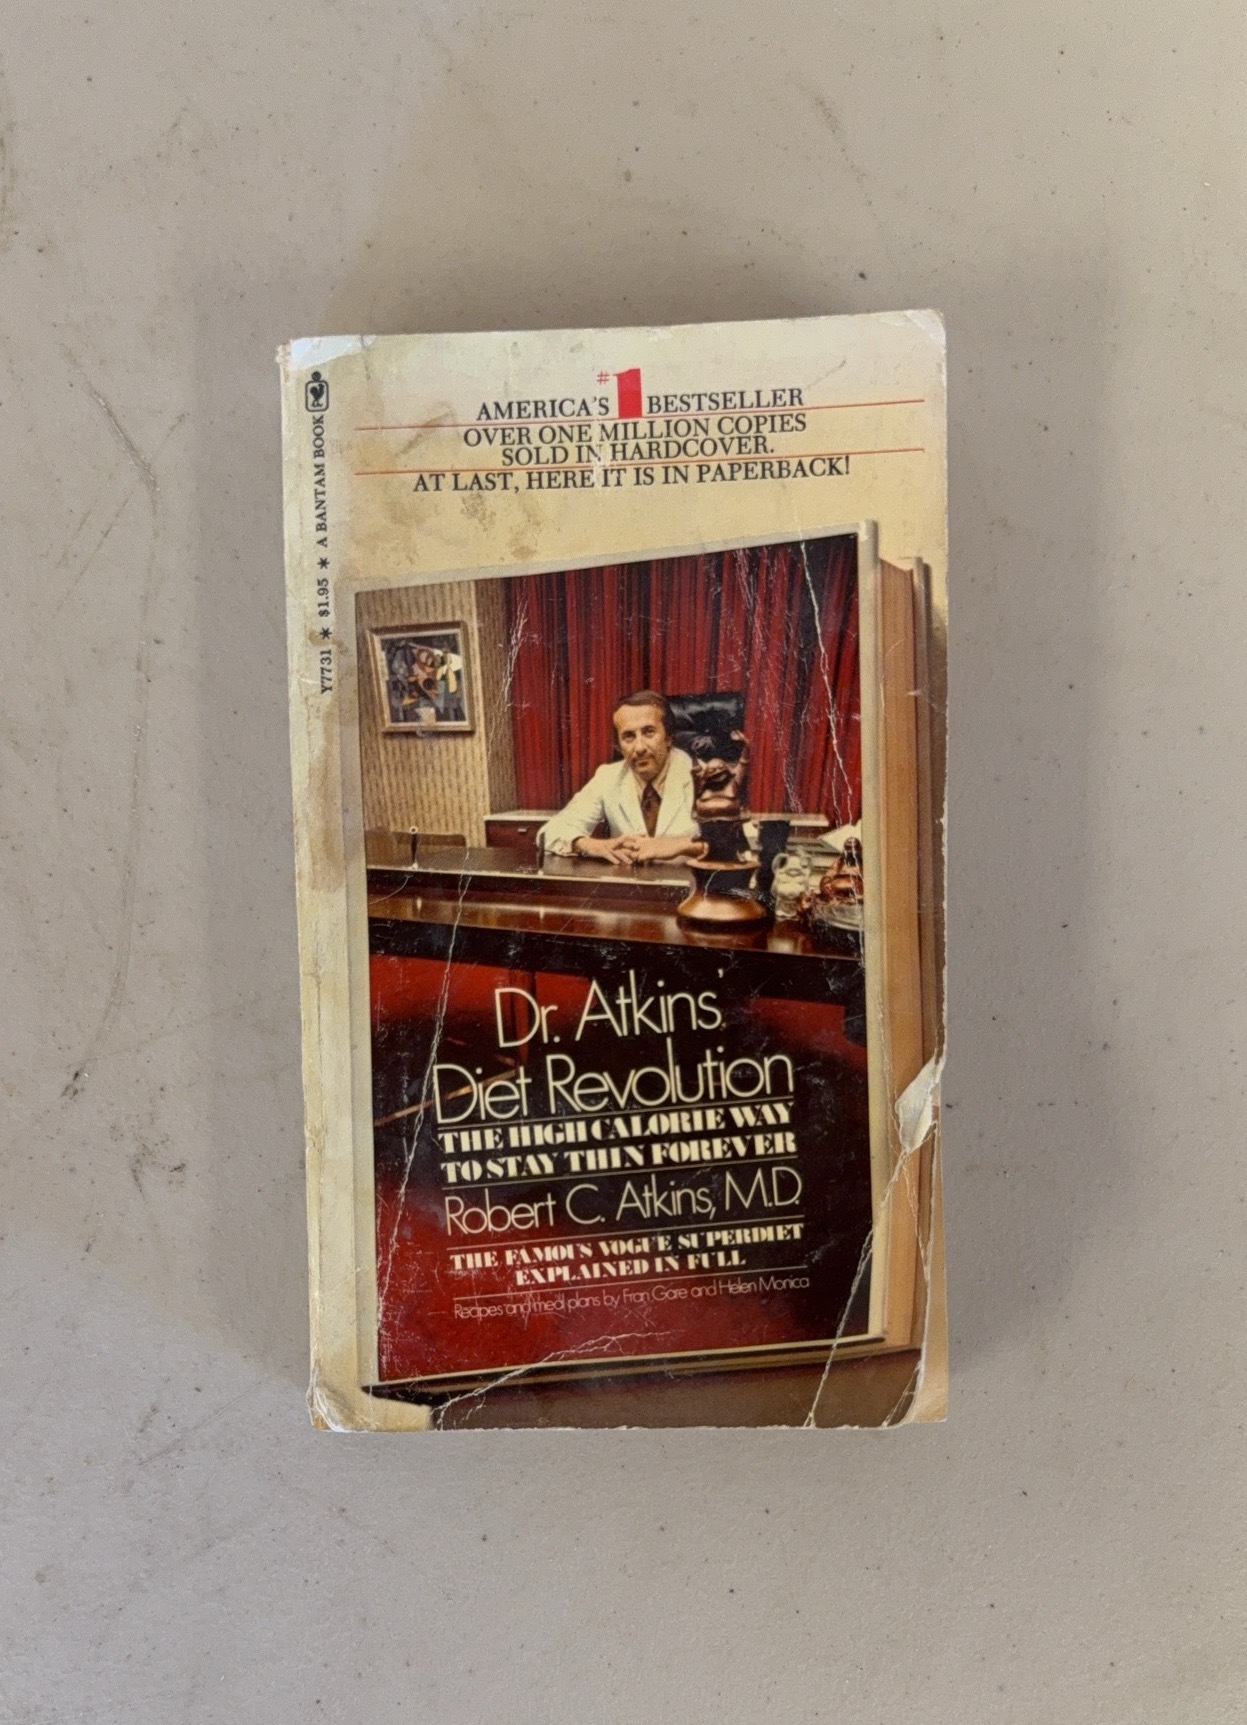 Y7731 * $1.95 * A BANTAM BOOK
AMERICA'S #1 BESTSELLER
OVER ONE MILLION COPIES
SOLD IN HARDCOVER.
AT LAST, HERE IT IS IN PAPERBACK!
Dr. Atkins'
Diet Revolution
THE HIGH CALORIE WAY
TO STAY THIN FOREVER
Robert C. Atkins, M.D.
THE FAMOUS VOGUE SUPERDIET
EXPLAINED IN FULL
Recipes and meal plans by Fran Gare and Helen Monica